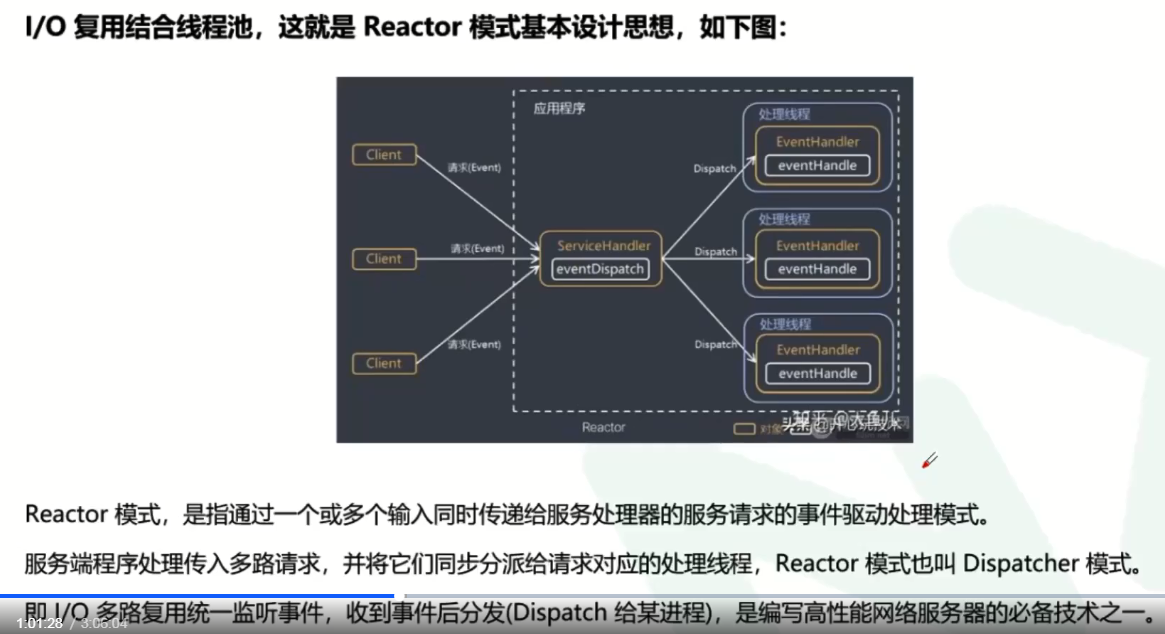 I/O 复用结合线程池，这就是 Reactor 模式基本设计思想，如下图：
应用程序
处理线程
EventHandler
eventHandle
Client
请求(Event)
Dispatch
处理线程
ServiceHandler
EventHandler
Client
请求(Event)
Dispatch
eventDispatch
eventHandle
处理线程
请求(Event)
Dispatch
EventHandler
Client
eventHandle
Reactor
对象
Reactor 模式，是指通过一个或多个输入同时传递给服务处理器的服务请求的事件驱动处理模式。
服务端程序处理传入多路请求，并将它们同步分派给请求对应的处理线程，Reactor 模式也叫 Dispatcher 模式。
即 I/O 多路复用统一监听事件，收到事件后分发(Dispatch 给某进程)，是编写高性能网络服务器的必备技术之一。
1:01:28 / 3:06:04